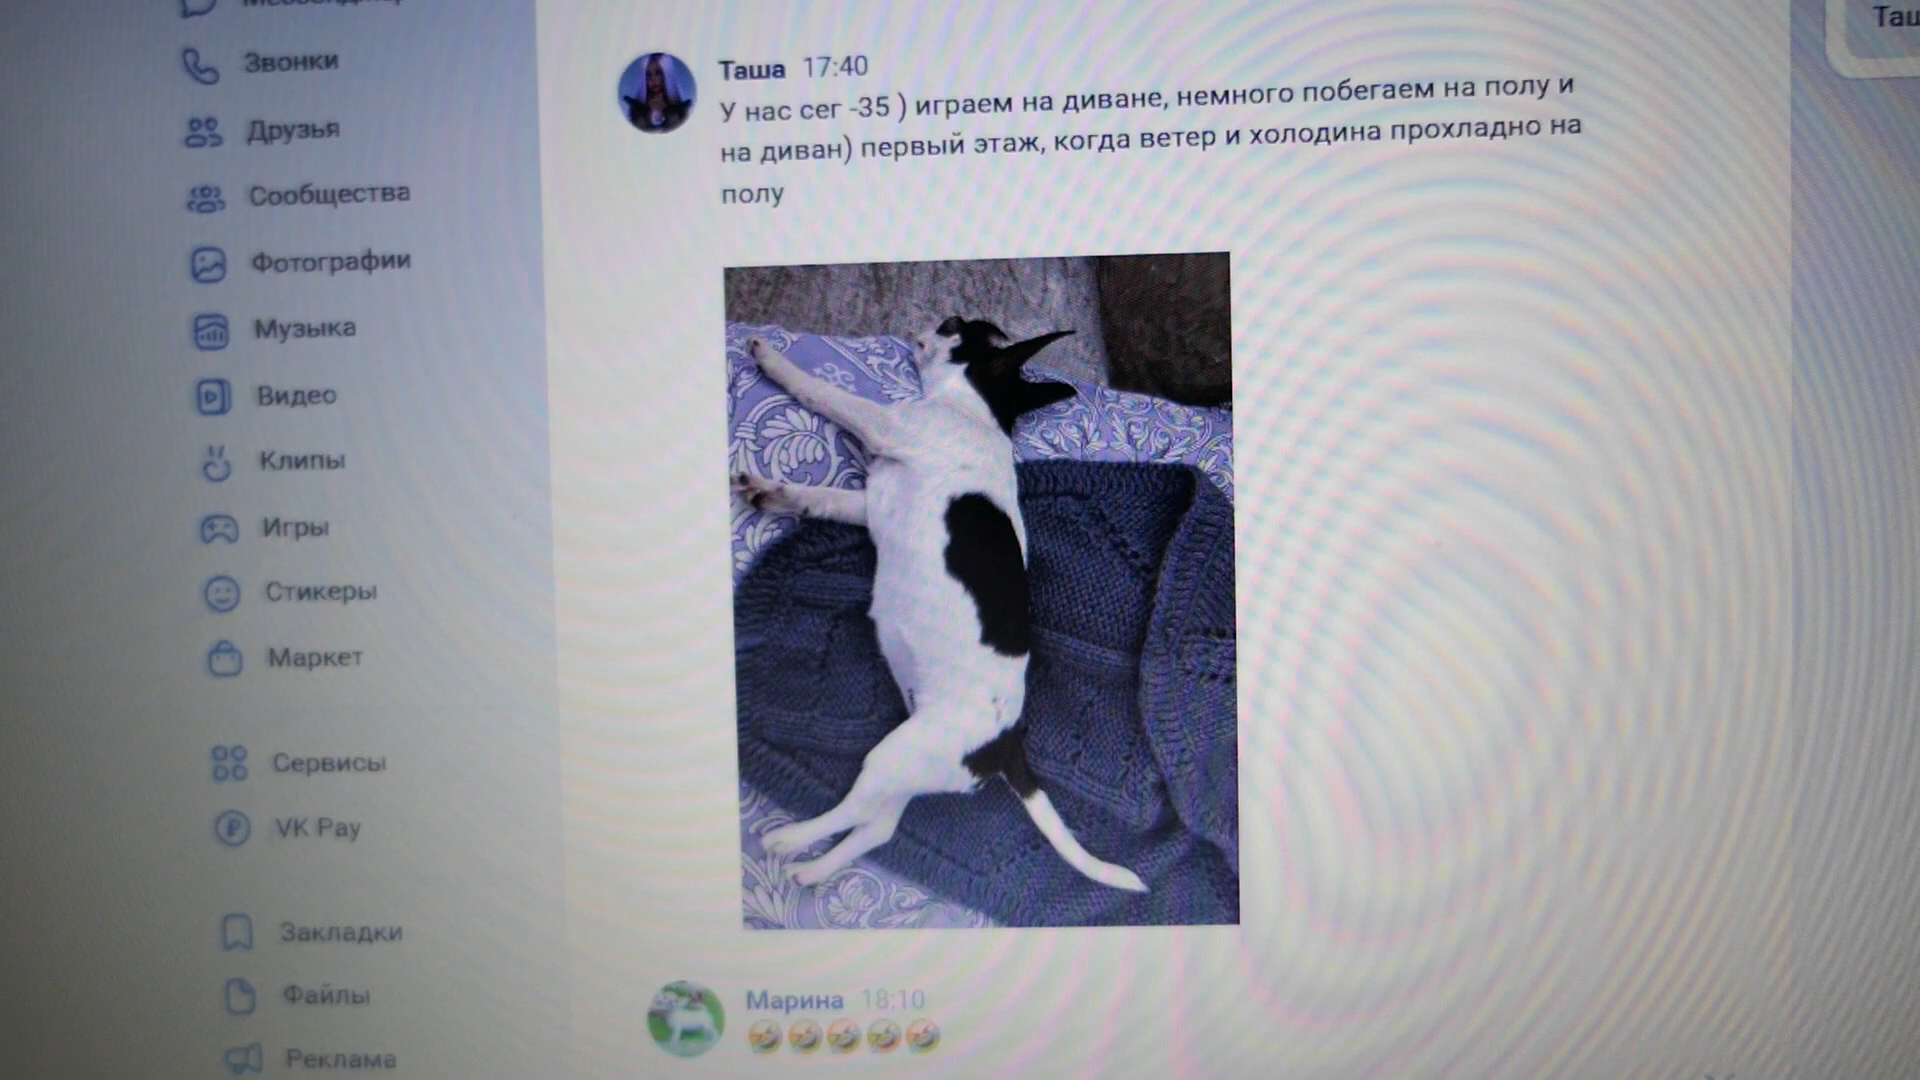 Мессенджер
Звонки
Друзья
Сообщества
Фотографии
Музыка
Видео
Клипы
Игры
Стикеры
Маркет
Сервисы
VK Pay
Закладки
Файлы
Реклама
Таша 17:40
У нас сег -35 ) играем на диване, немного побегаем на полу и
на диван) первый этаж, когда ветер и холодина прохладно на
полу
Марина 18:10